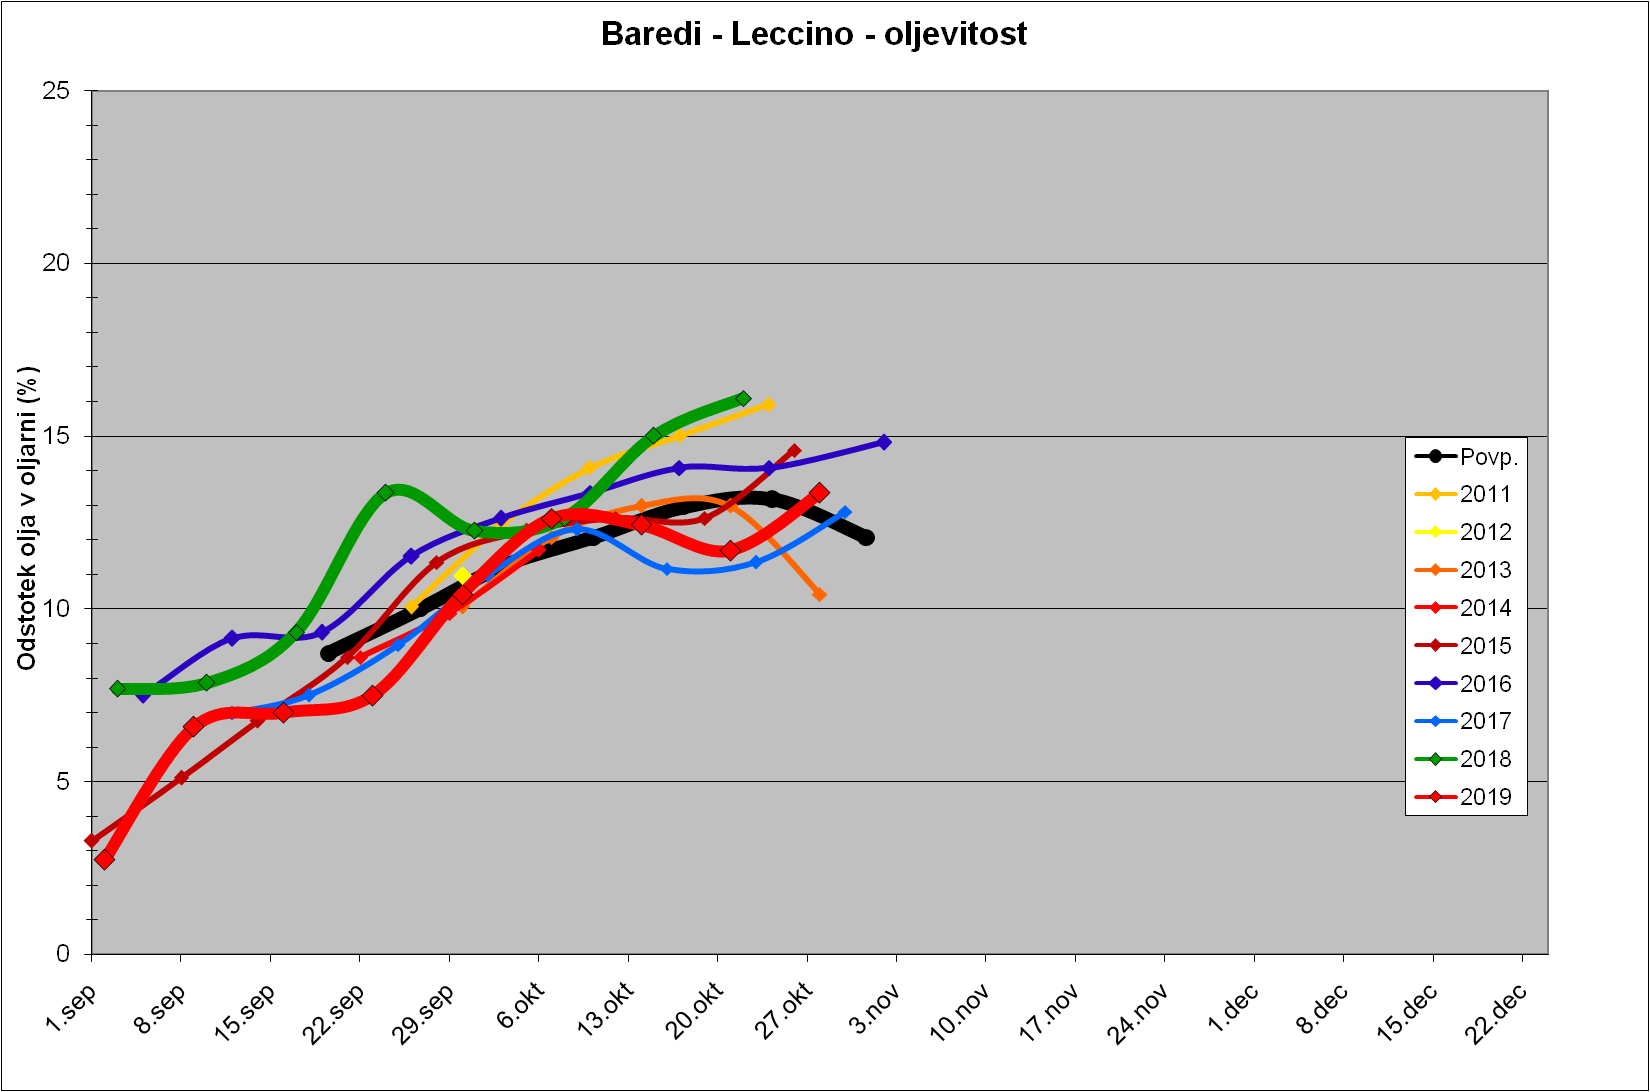 Baredi - Leccino - oljevitost
Odstotek olja v oljarni (%)
25
20
15
10
5
0
1.sep
8.sep
15.sep
22.sep
29.sep
6.okt
13.okt
20.okt
27.okt
3.nov
10.nov
17.nov
24.nov
1.dec
8.dec
15.dec
22.dec
Povp.
2011
2012
2013
2014
2015
2016
2017
2018
2019